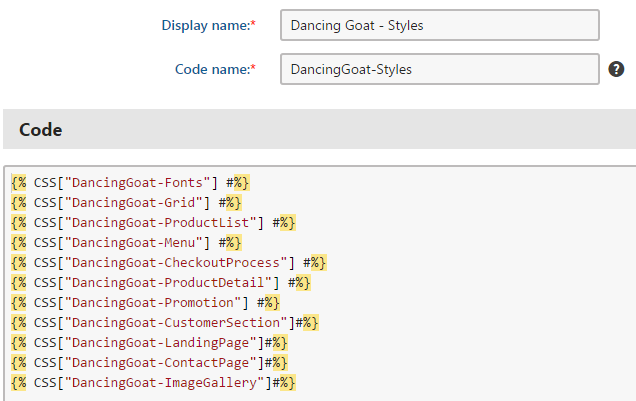 Display name:* Dancing Goat - Styles
Code name:* DancingGoat-Styles ?
Code
{% CSS["DancingGoat-Fonts"] #%}
{% CSS["DancingGoat-Grid"] #%}
{% CSS["DancingGoat-ProductList"] #%}
{% CSS["DancingGoat-Menu"] #%}
{% CSS["DancingGoat-CheckoutProcess"] #%}
{% CSS["DancingGoat-ProductDetail"] #%}
{% CSS["DancingGoat-Promotion"] #%}
{% CSS["DancingGoat-CustomerSection"]#%}
{% CSS["DancingGoat-LandingPage"]#%}
{% CSS["DancingGoat-ContactPage"]#%}
{% CSS["DancingGoat-ImageGallery"]#%}